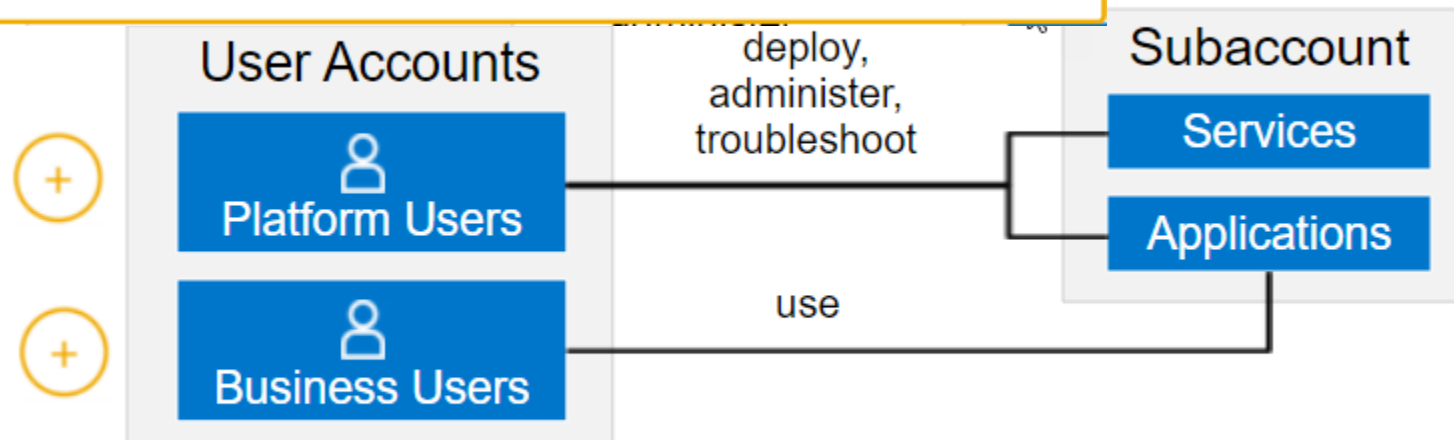 User Accounts
Platform Users
Business Users
deploy,
administer,
troubleshoot
use
Subaccount
Services
Applications